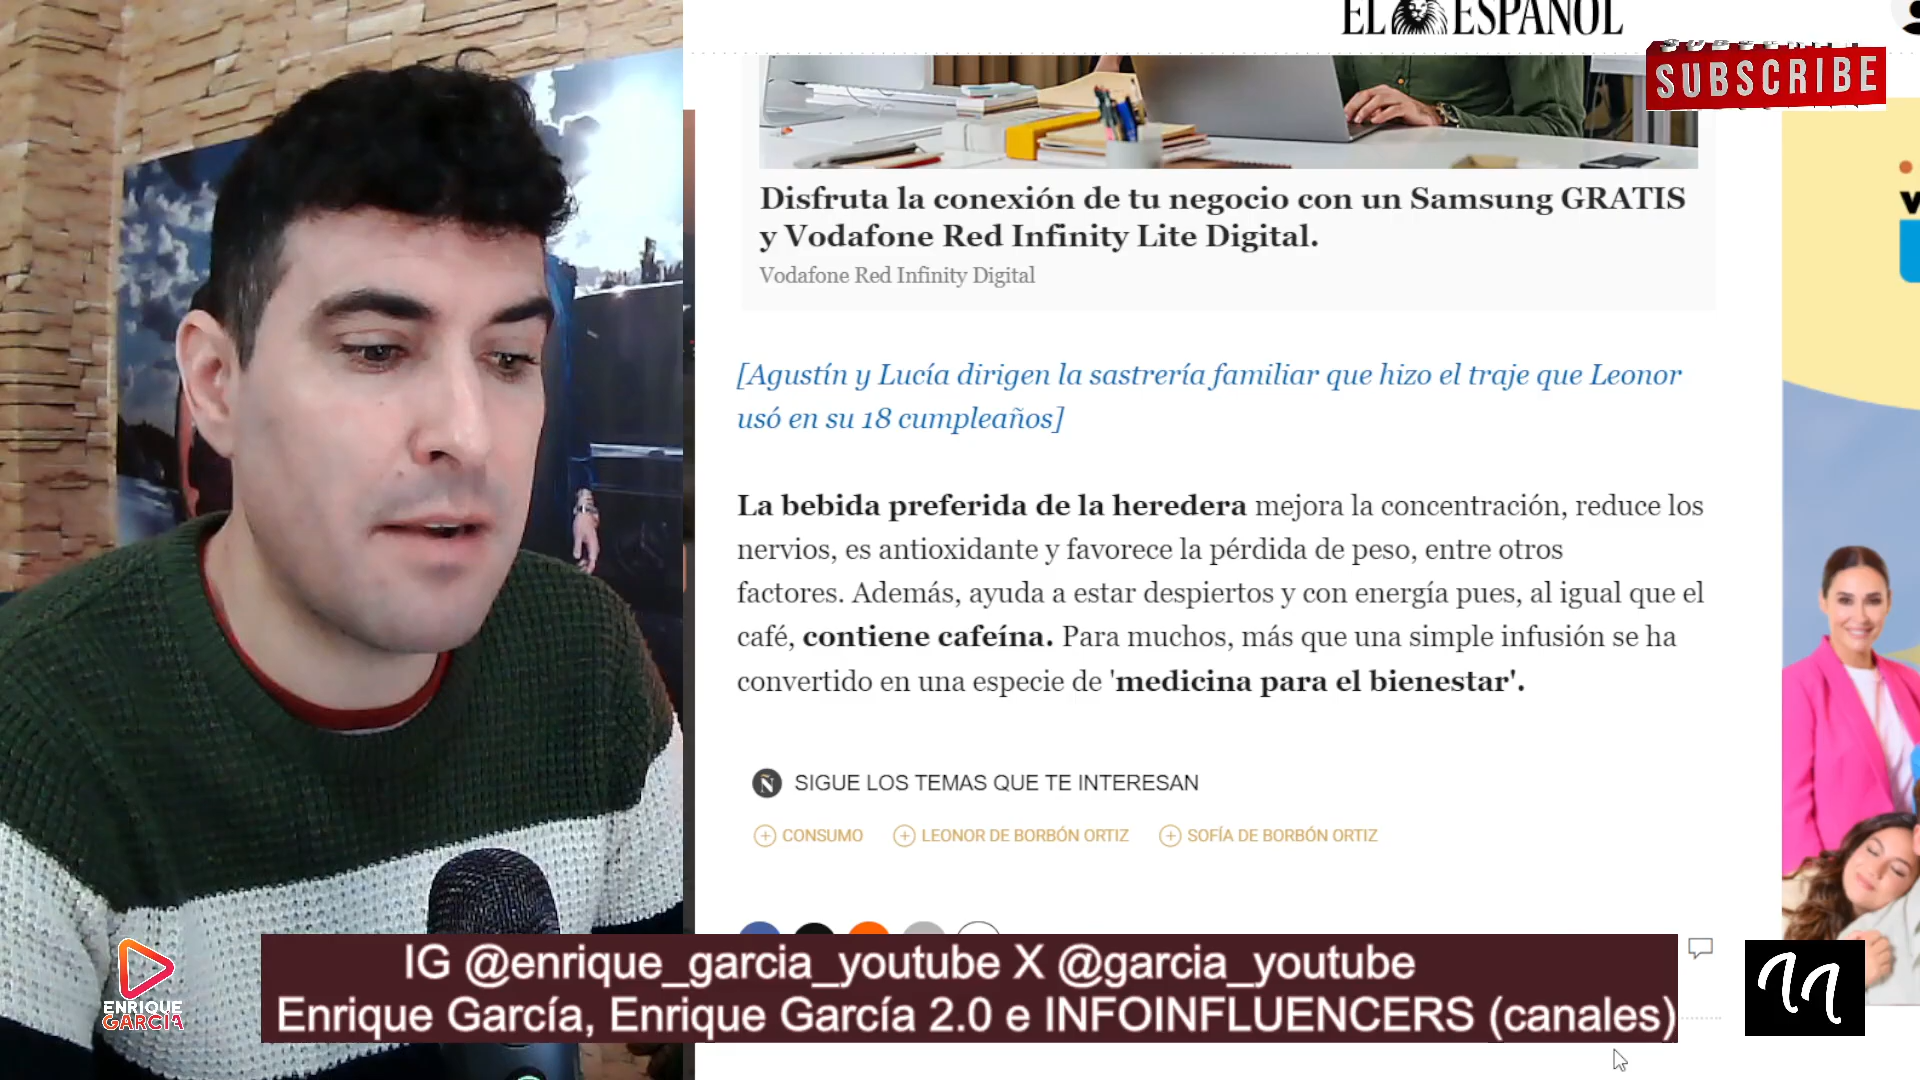 EL ESPAÑOL
SUBSCRIBE
Disfruta la conexión de tu negocio con un Samsung GRATIS
y Vodafone Red Infinity Lite Digital.
Vodafone Red Infinity Digital
[Agustín y Lucía dirigen la sastrería familiar que hizo el traje que Leonor
usó en su 18 cumpleaños]
La bebida preferida de la heredera mejora la concentración, reduce los
nervios, es antioxidante y favorece la pérdida de peso, entre otros
factores. Además, ayuda a estar despiertos y con energía pues, al igual que el
café, contiene cafeína. Para muchos, más que una simple infusión se ha
convertido en una especie de 'medicina para el bienestar'.
Ñ SIGUE LOS TEMAS QUE TE INTERESAN
CONSUMO LEONOR DE BORBÓN ORTIZ SOFÍA DE BORBÓN ORTIZ
IG @enrique_garcia_youtube X @garcia_youtube
Enrique García, Enrique García 2.0 e INFOINFLUENCERS (canales)
ENRIQUE
GARCÍA